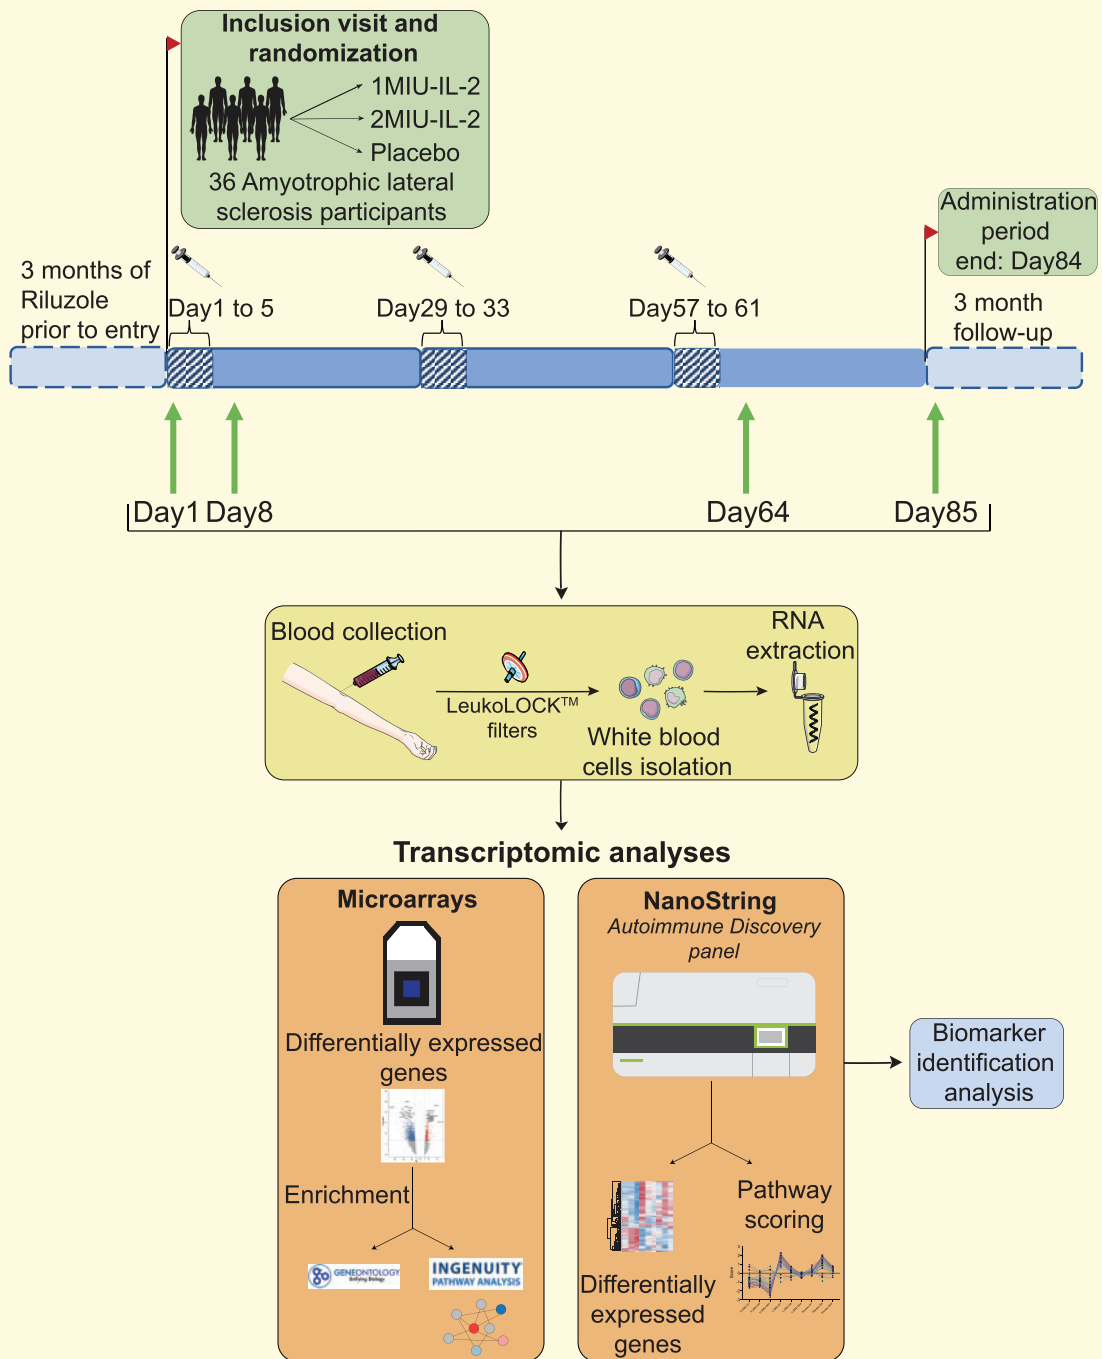 Inclusion visit and
randomization
1MIU-IL-2
2MIU-IL-2
Placebo
36 Amyotrophic lateral
sclerosis participants
Administration
period
end: Day84
3 months of
Riluzole
prior to entry
Day1 to 5
Day29 to 33
Day57 to 61
3 month
follow-up
Day1
Day8
Day64
Day85
Blood collection
LeukoLOCK™
filters
White blood
cells isolation
RNA
extraction
Transcriptomic analyses
Microarrays
Differentially expressed
genes
Enrichment
GENEONTOLOGY
Unifying Biology
INGENUITY
PATHWAY ANALYSIS
NanoString
Autoimmune Discovery
panel
Differentially
expressed
genes
Pathway
scoring
Score
Biomarker
identification
analysis